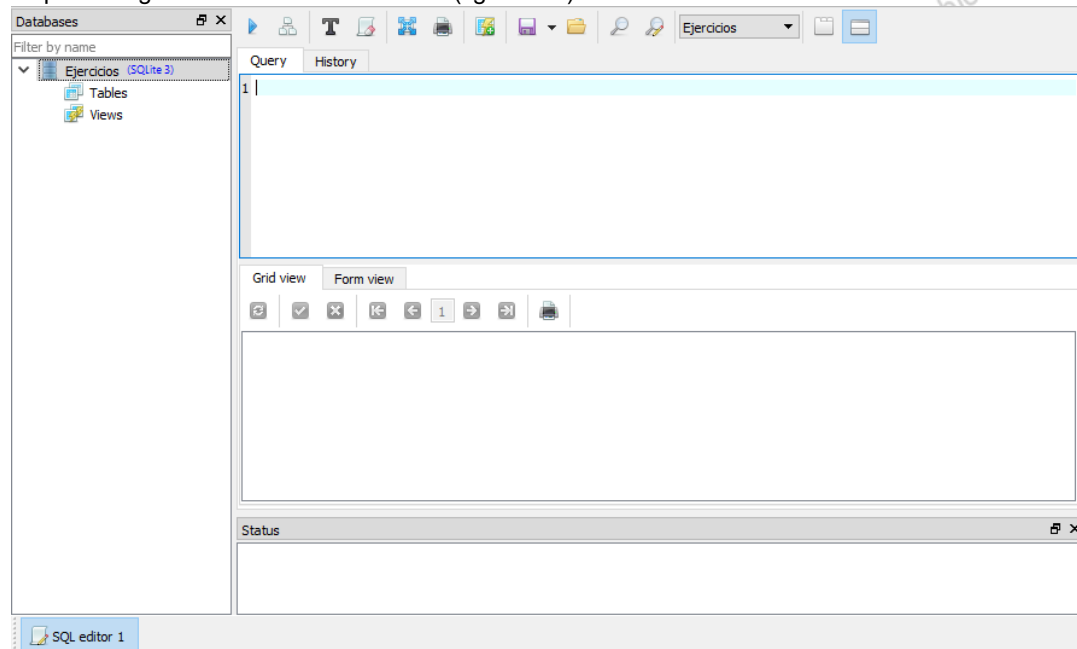 Databases
Filter by name
Ejercicios (SQLite 3)
Tables
Views
T
Ejercicios
Query History
1
Grid view Form view
1
Status
SQL editor 1